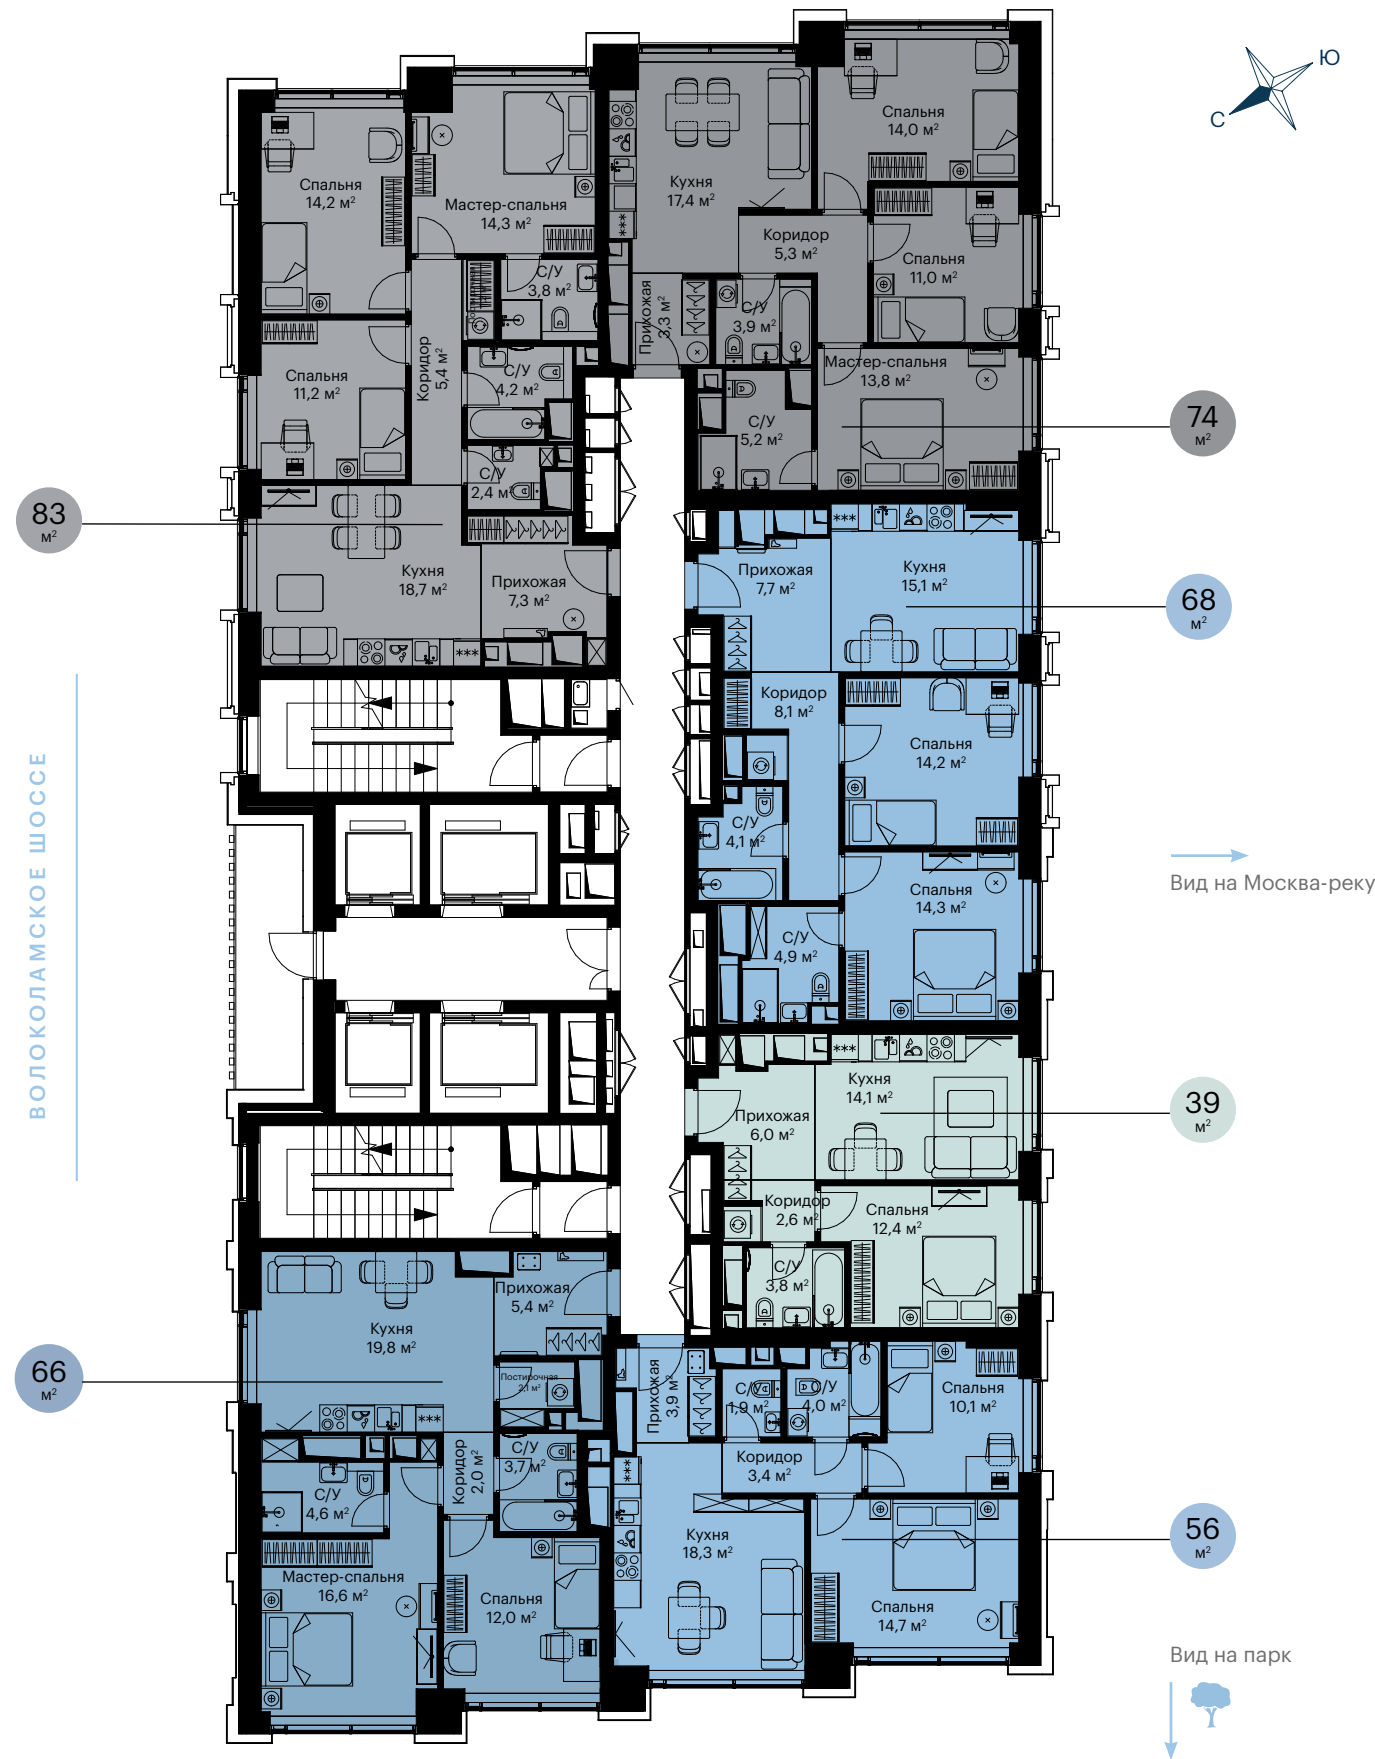 Ю
С
Спальня
14,2 м²
Мастер-спальня
14,3 м²
С/У
3,8 м²
Коридор
5,4 м²
Спальня
11,2 м²
С/У
4,2 м²
С/У
2,4 м²
Кухня
18,7 м²
Прихожая
7,3 м²
83
м²
Кухня
17,4 м²
Спальня
14,0 м²
Коридор
5,3 м²
Спальня
11,0 м²
Прихожая
3,3 м²
С/У
3,9 м²
Мастер-спальня
13,8 м²
С/У
5,2 м²
74
м²
Прихожая
7,7 м²
Кухня
15,1 м²
68
м²
Коридор
8,1 м²
Спальня
14,2 м²
С/У
4,1 м²
Спальня
14,3 м²
С/У
4,9 м²
ВОЛОКОЛАМСКОЕ ШОССЕ
Вид на Москва-реку
Кухня
14,1 м²
Прихожая
6,0 м²
39
м²
Коридор
2,6 м²
Спальня
12,4 м²
С/У
3,8 м²
Прихожая
5,4 м²
Кухня
19,8 м²
66
м²
Постирочная
2,1 м²
Коридор
2,0 м²
С/У
3,7 м²
С/У
4,6 м²
Мастер-спальня
16,6 м²
Спальня
12,0 м²
Прихожая
3,9 м²
С/У
1,9 м²
С/У
4,0 м²
Спальня
10,1 м²
Коридор
3,4 м²
Кухня
18,3 м²
56
м²
Спальня
14,7 м²
Вид на парк